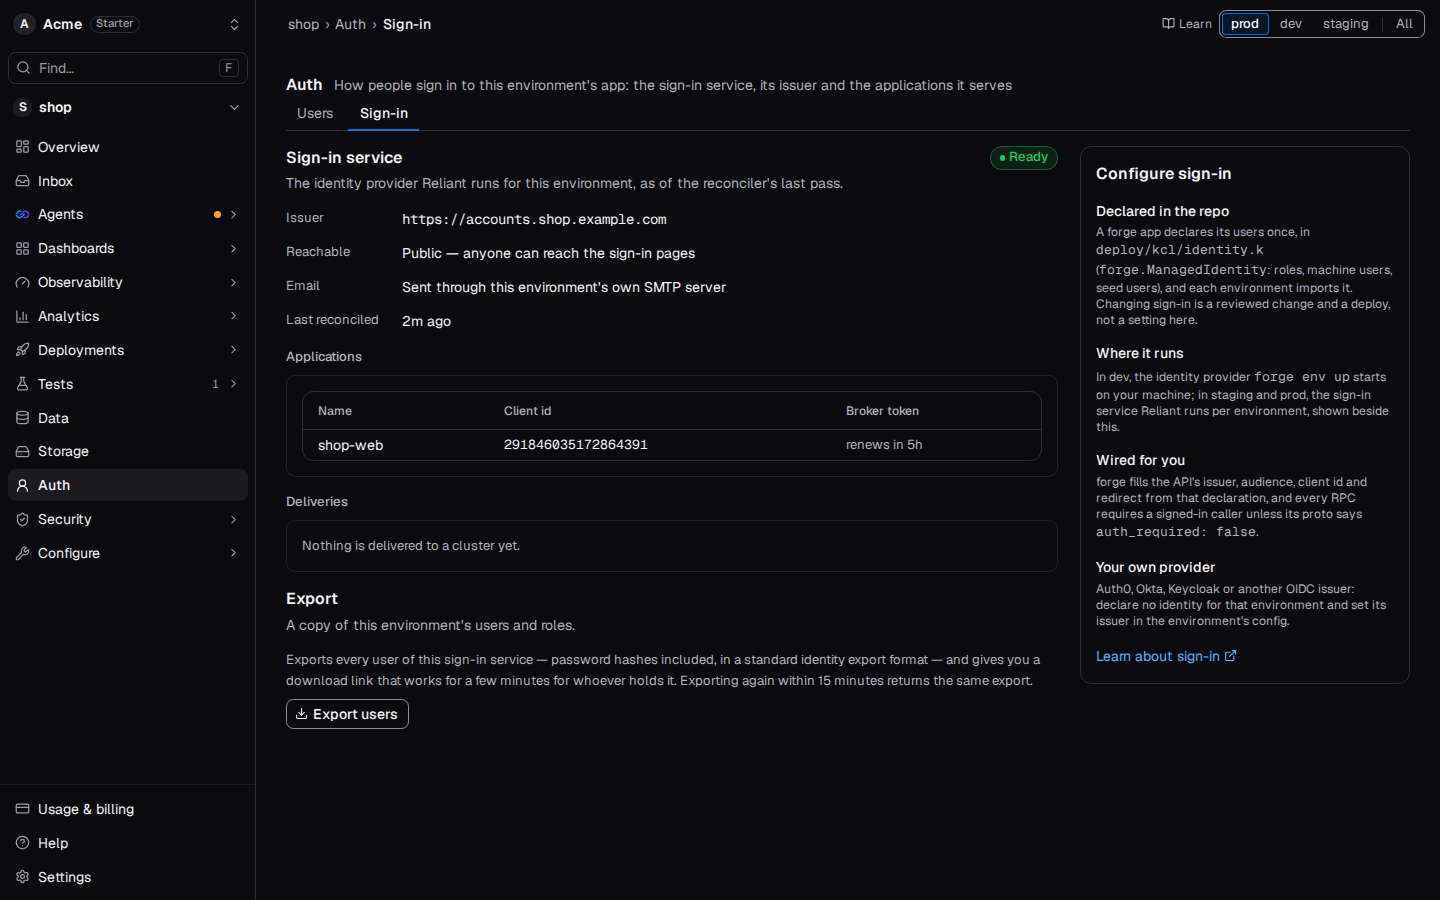 A Acme Starter
Find... F
S shop
Overview
Inbox
Agents
Dashboards
Observability
Analytics
Deployments
Tests 1
Data
Storage
Auth
Security
Configure
Usage & billing
Help
Settings
shop › Auth › Sign-in
Learn prod dev staging All
Auth How people sign in to this environment's app: the sign-in service, its issuer and the applications it serves
Users Sign-in
Sign-in service Ready
The identity provider Reliant runs for this environment, as of the reconciler's last pass.
Issuer https://accounts.shop.example.com
Reachable Public — anyone can reach the sign-in pages
Email Sent through this environment's own SMTP server
Last reconciled 2m ago
Applications
Name Client id Broker token
shop-web 291846035172864391 renews in 5h
Deliveries
Nothing is delivered to a cluster yet.
Export
A copy of this environment's users and roles.
Exports every user of this sign-in service — password hashes included, in a standard identity export format — and gives you a
download link that works for a few minutes for whoever holds it. Exporting again within 15 minutes returns the same export.
Export users
Configure sign-in
Declared in the repo
A forge app declares its users once, in
deploy/kcl/identity.k
(forge.ManagedIdentity: roles, machine users,
seed users), and each environment imports it.
Changing sign-in is a reviewed change and a deploy,
not a setting here.
Where it runs
In dev, the identity provider forge env up starts
on your machine; in staging and prod, the sign-in
service Reliant runs per environment, shown beside
this.
Wired for you
forge fills the API's issuer, audience, client id and
redirect from that declaration, and every RPC
requires a signed-in caller unless its proto says
auth_required: false.
Your own provider
Auth0, Okta, Keycloak or another OIDC issuer:
declare no identity for that environment and set its
issuer in the environment's config.
Learn about sign-in